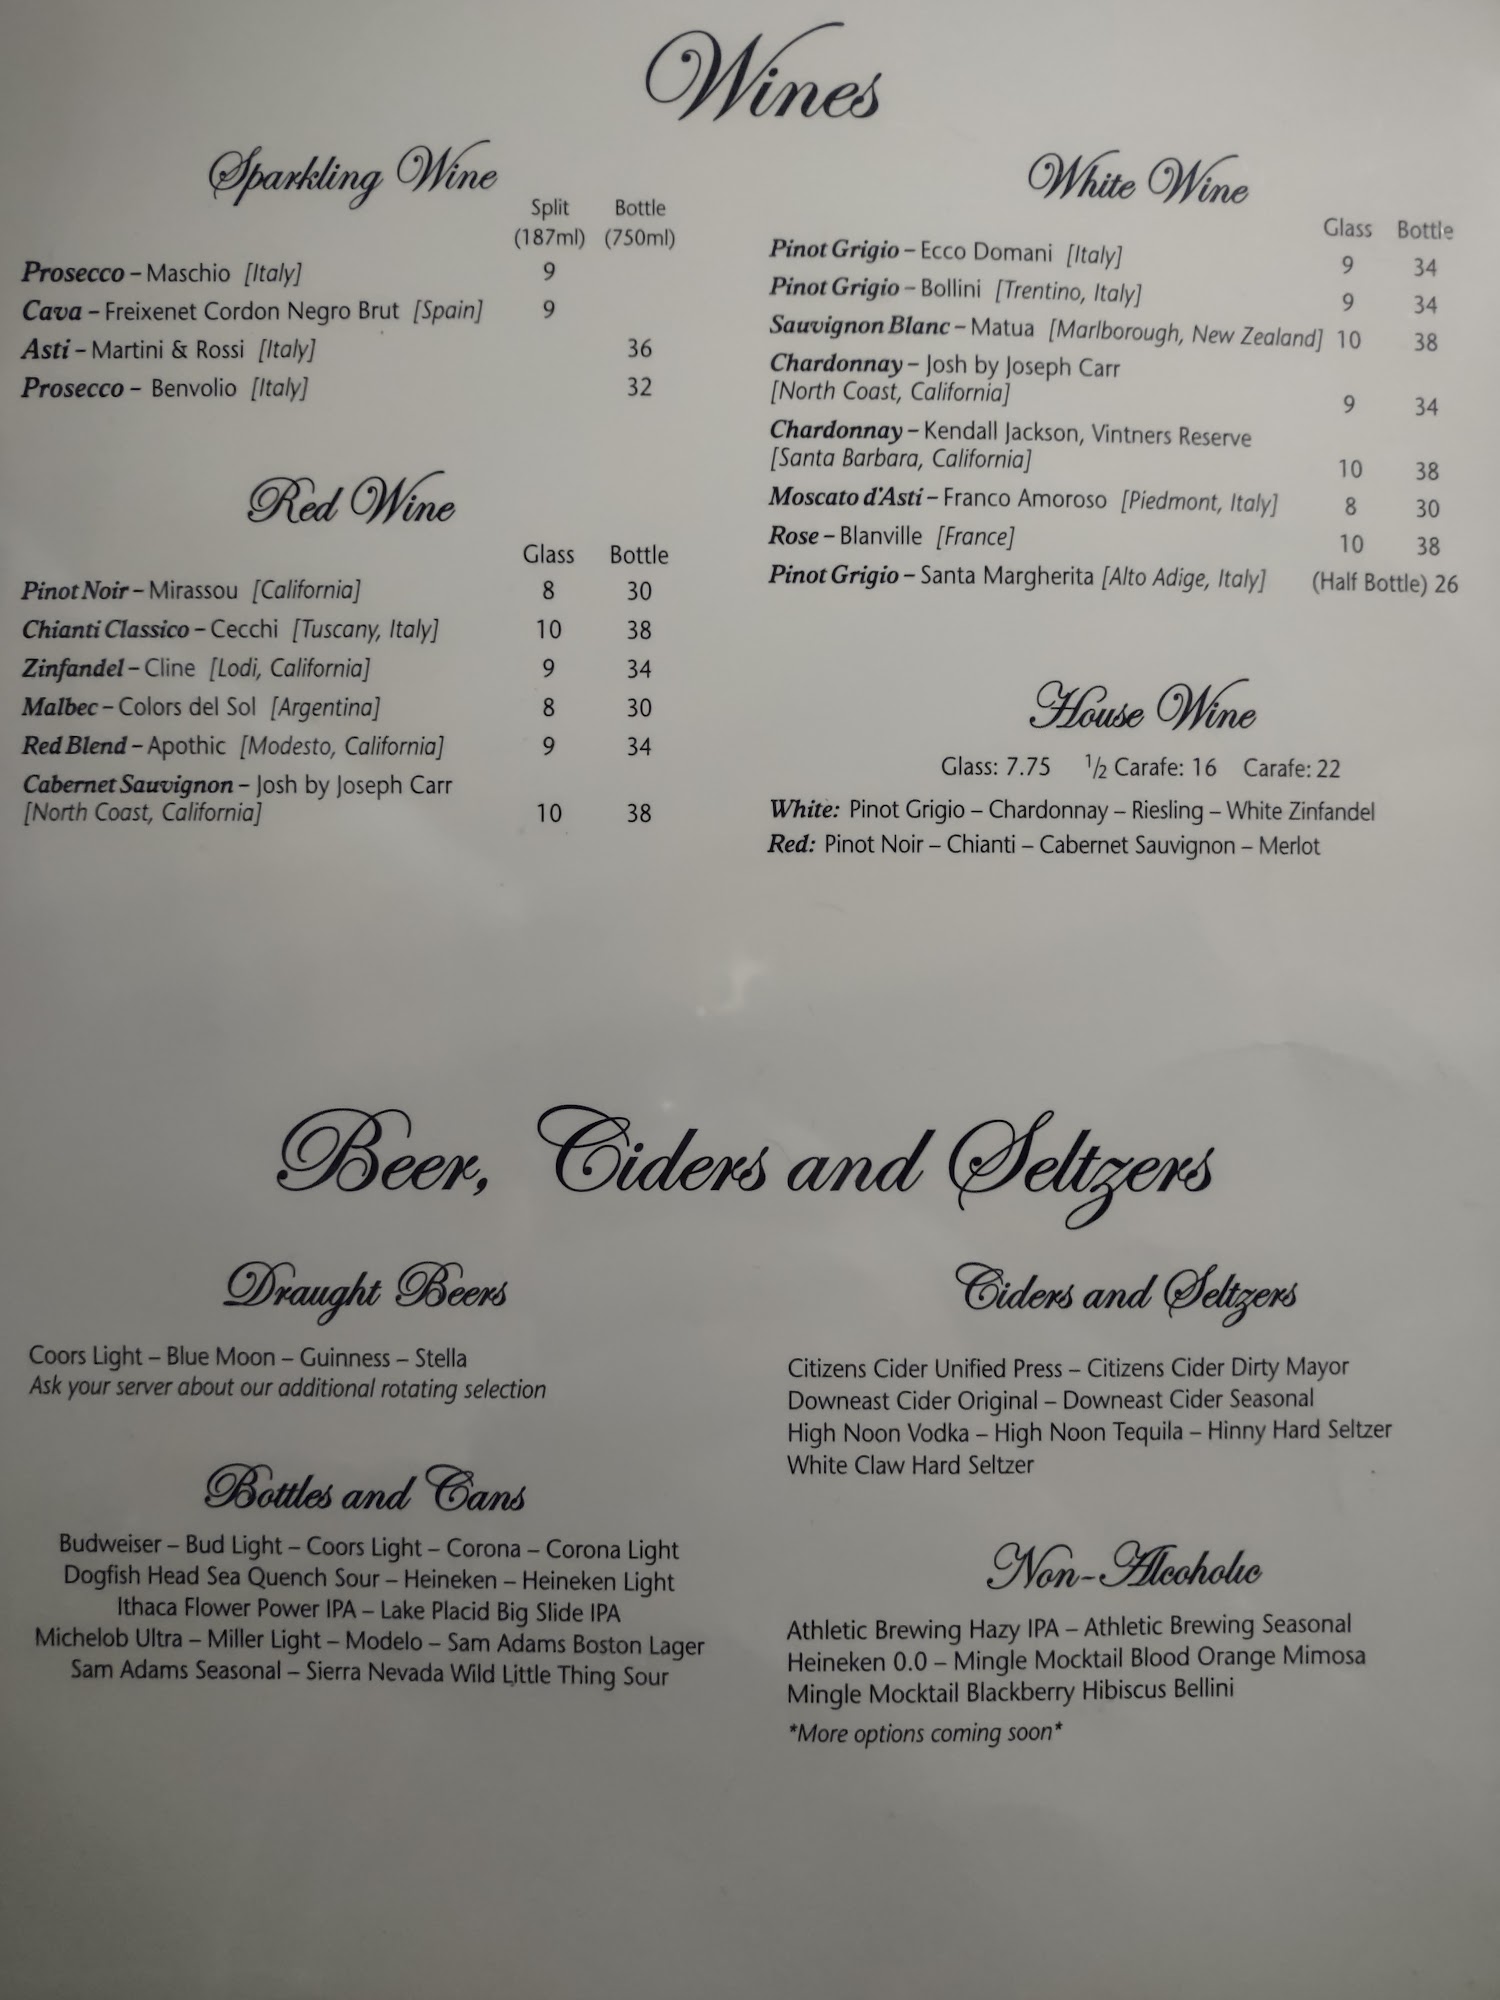 Wines
Sparkling Wine
Split Bottle
(187ml) (750ml)
Prosecco – Maschio [Italy] 9
Cava – Freixenet Cordon Negro Brut [Spain] 9
Asti – Martini & Rossi [Italy] 36
Prosecco – Benvolio [Italy] 32
Red Wine
Glass Bottle
Pinot Noir – Mirassou [California] 8 30
Chianti Classico – Cecchi [Tuscany, Italy] 10 38
Zinfandel – Cline [Lodi, California] 9 34
Malbec – Colors del Sol [Argentina] 8 30
Red Blend – Apothic [Modesto, California] 9 34
Cabernet Sauvignon – Josh by Joseph Carr
[North Coast, California] 10 38
White Wine
Glass Bottle
Pinot Grigio – Ecco Domani [Italy] 9 34
Pinot Grigio – Bollini [Trentino, Italy] 9 34
Sauvignon Blanc – Matua [Marlborough, New Zealand] 10 38
Chardonnay – Josh by Joseph Carr
[North Coast, California] 9 34
Chardonnay – Kendall Jackson, Vintners Reserve
[Santa Barbara, California] 10 38
Moscato d'Asti – Franco Amoroso [Piedmont, Italy] 8 30
Rose – Blanville [France] 10 38
Pinot Grigio – Santa Margherita [Alto Adige, Italy] (Half Bottle) 26
House Wine
Glass: 7.75 1/2 Carafe: 16 Carafe: 22
White: Pinot Grigio – Chardonnay – Riesling – White Zinfandel
Red: Pinot Noir – Chianti – Cabernet Sauvignon – Merlot
Beer, Ciders and Seltzers
Draught Beers
Coors Light – Blue Moon – Guinness – Stella
Ask your server about our additional rotating selection
Bottles and Cans
Budweiser – Bud Light – Coors Light – Corona – Corona Light
Dogfish Head Sea Quench Sour – Heineken – Heineken Light
Ithaca Flower Power IPA – Lake Placid Big Slide IPA
Michelob Ultra – Miller Light – Modelo – Sam Adams Boston Lager
Sam Adams Seasonal – Sierra Nevada Wild Little Thing Sour
Ciders and Seltzers
Citizens Cider Unified Press – Citizens Cider Dirty Mayor
Downeast Cider Original – Downeast Cider Seasonal
High Noon Vodka – High Noon Tequila – Hinny Hard Seltzer
White Claw Hard Seltzer
Non-Alcoholic
Athletic Brewing Hazy IPA – Athletic Brewing Seasonal
Heineken 0.0 – Mingle Mocktail Blood Orange Mimosa
Mingle Mocktail Blackberry Hibiscus Bellini
*More options coming soon*